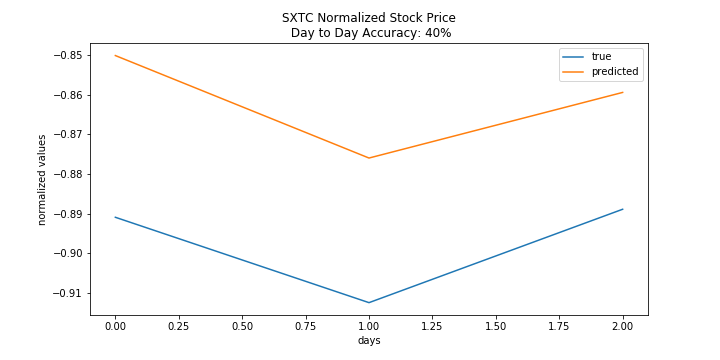 SXTC Normalized Stock Price
Day to Day Accuracy: 40%
true
predicted
normalized values
−0.85
−0.86
−0.87
−0.88
−0.89
−0.90
−0.91
0.00 0.25 0.50 0.75 1.00 1.25 1.50 1.75 2.00
days